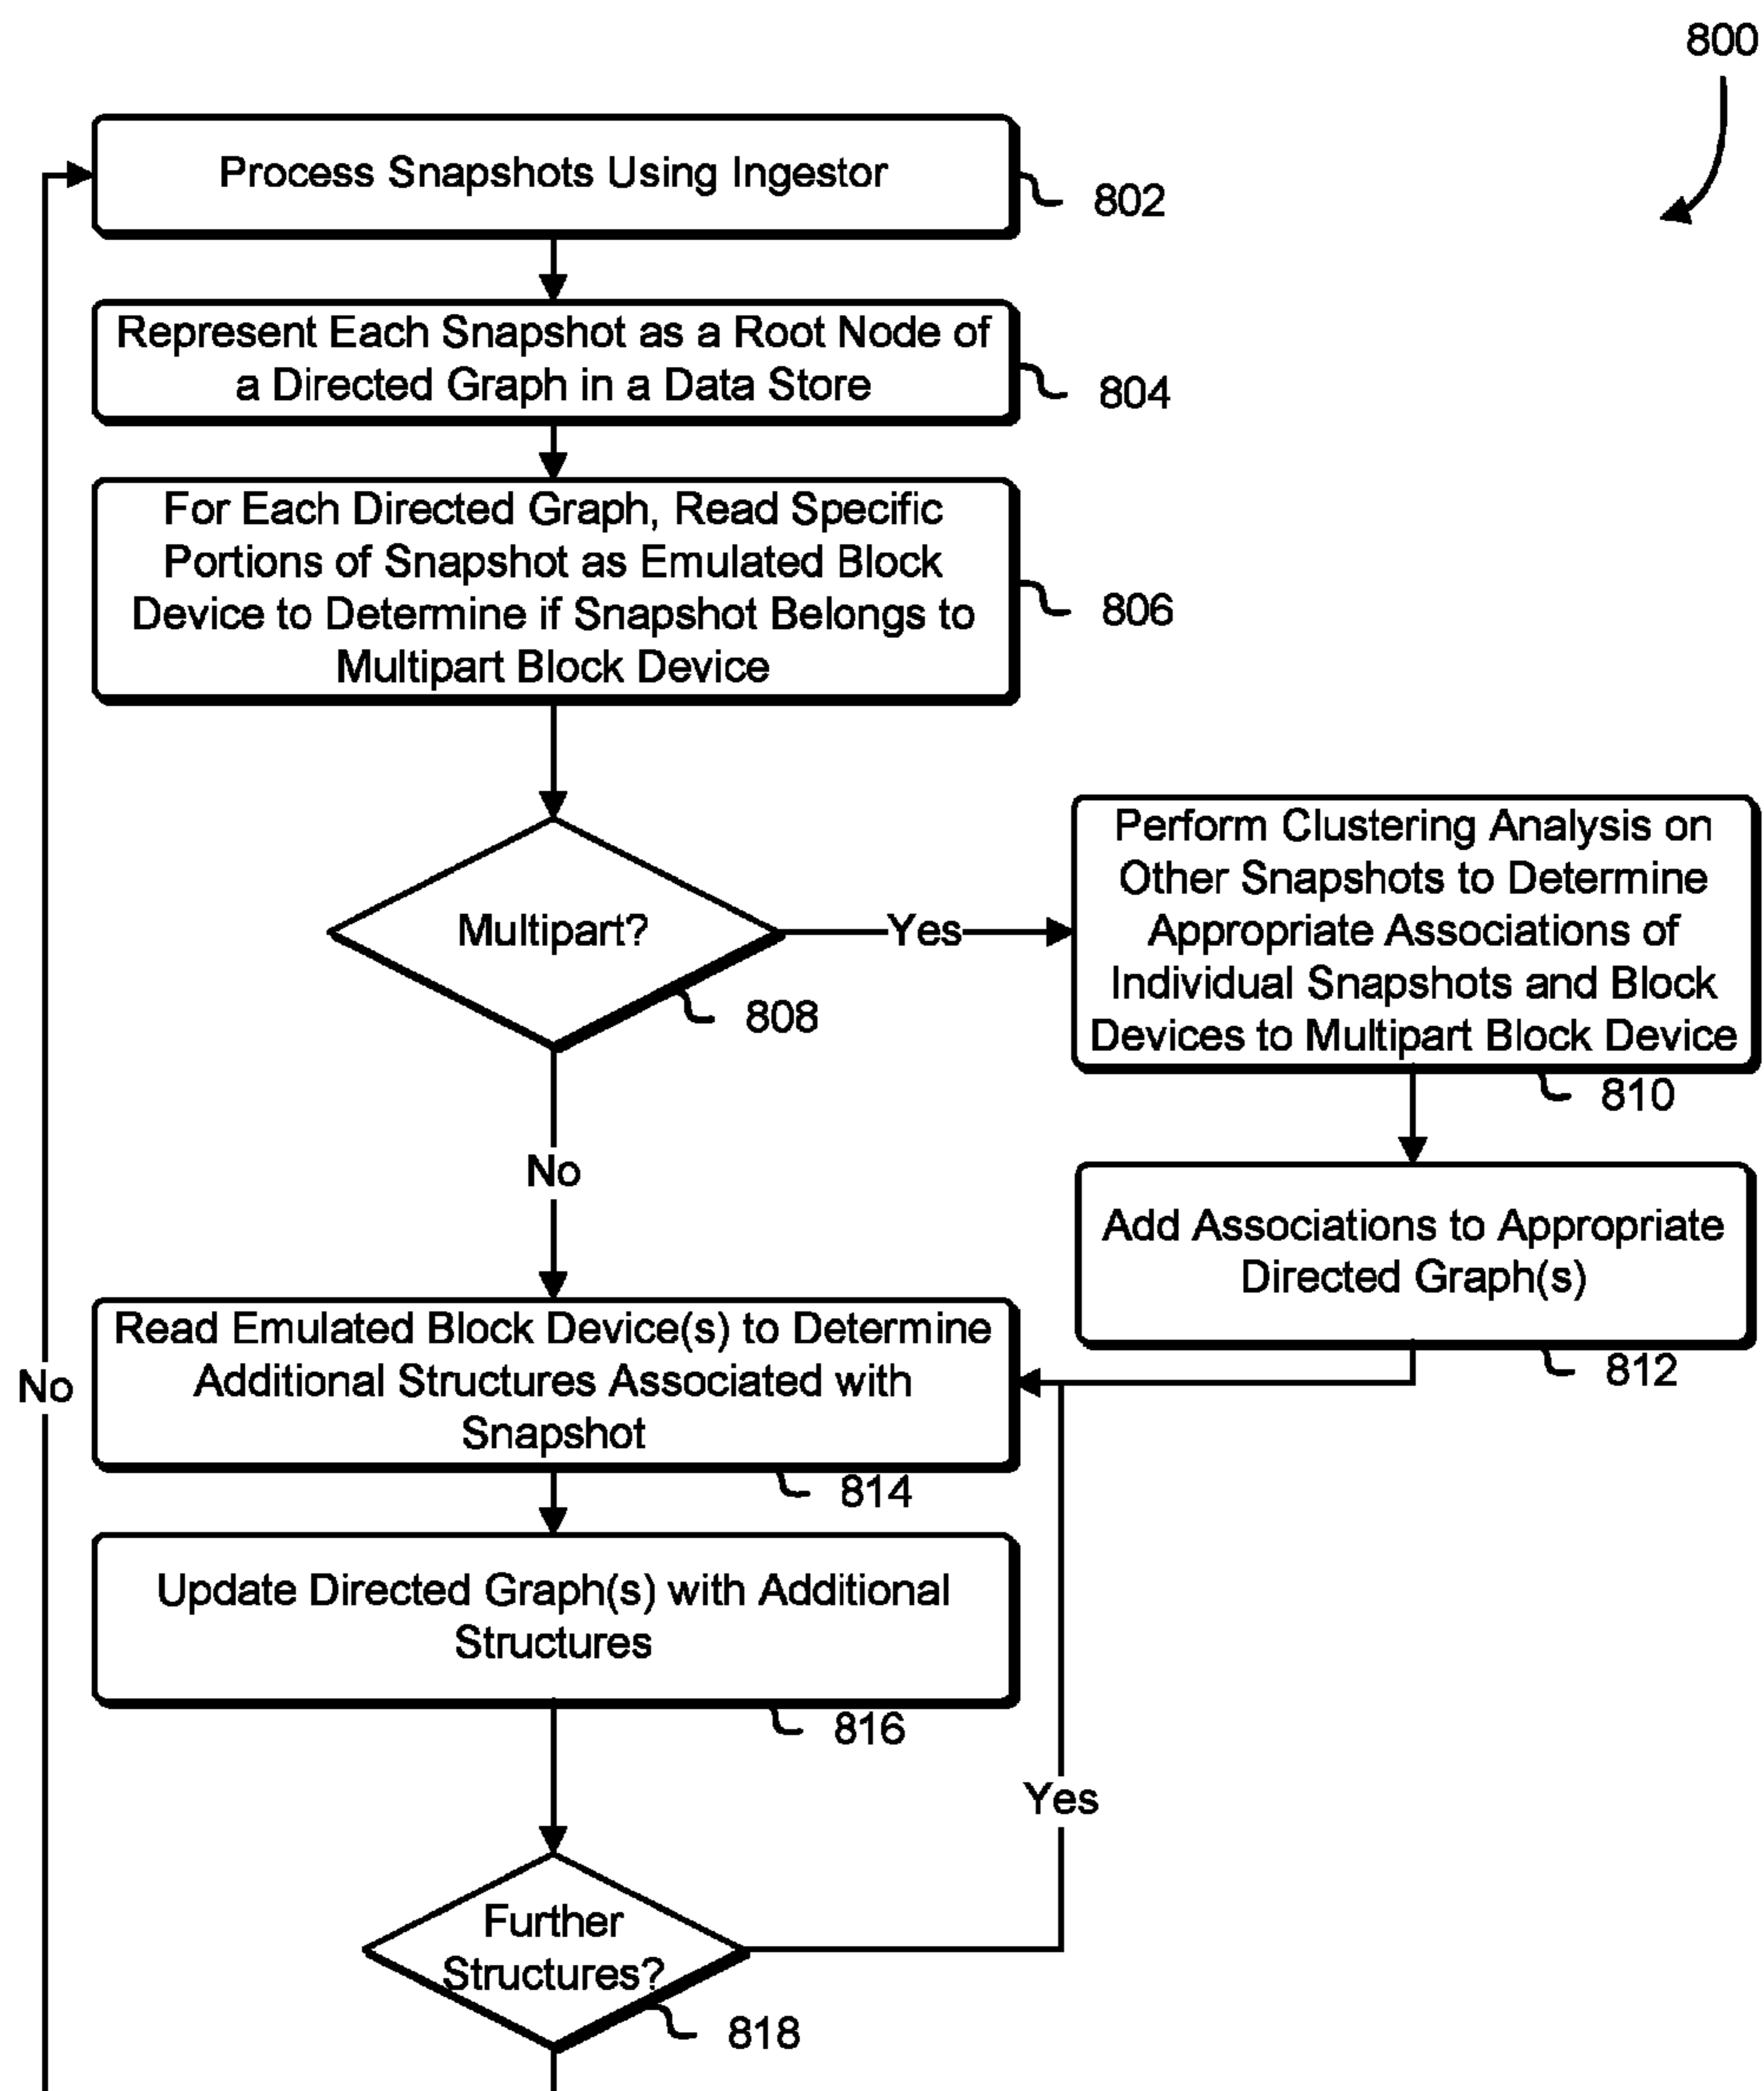 800
Process Snapshots Using Ingestor
802
Represent Each Snapshot as a Root Node of
a Directed Graph in a Data Store
804
For Each Directed Graph, Read Specific
Portions of Snapshot as Emulated Block
Device to Determine if Snapshot Belongs to
Multipart Block Device
806
Multipart?
808
Yes
Perform Clustering Analysis on
Other Snapshots to Determine
Appropriate Associations of
Individual Snapshots and Block
Devices to Multipart Block Device
810
Add Associations to Appropriate
Directed Graph(s)
812
No
Read Emulated Block Device(s) to Determine
Additional Structures Associated with
Snapshot
814
Update Directed Graph(s) with Additional
Structures
816
Further
Structures?
818
Yes
No